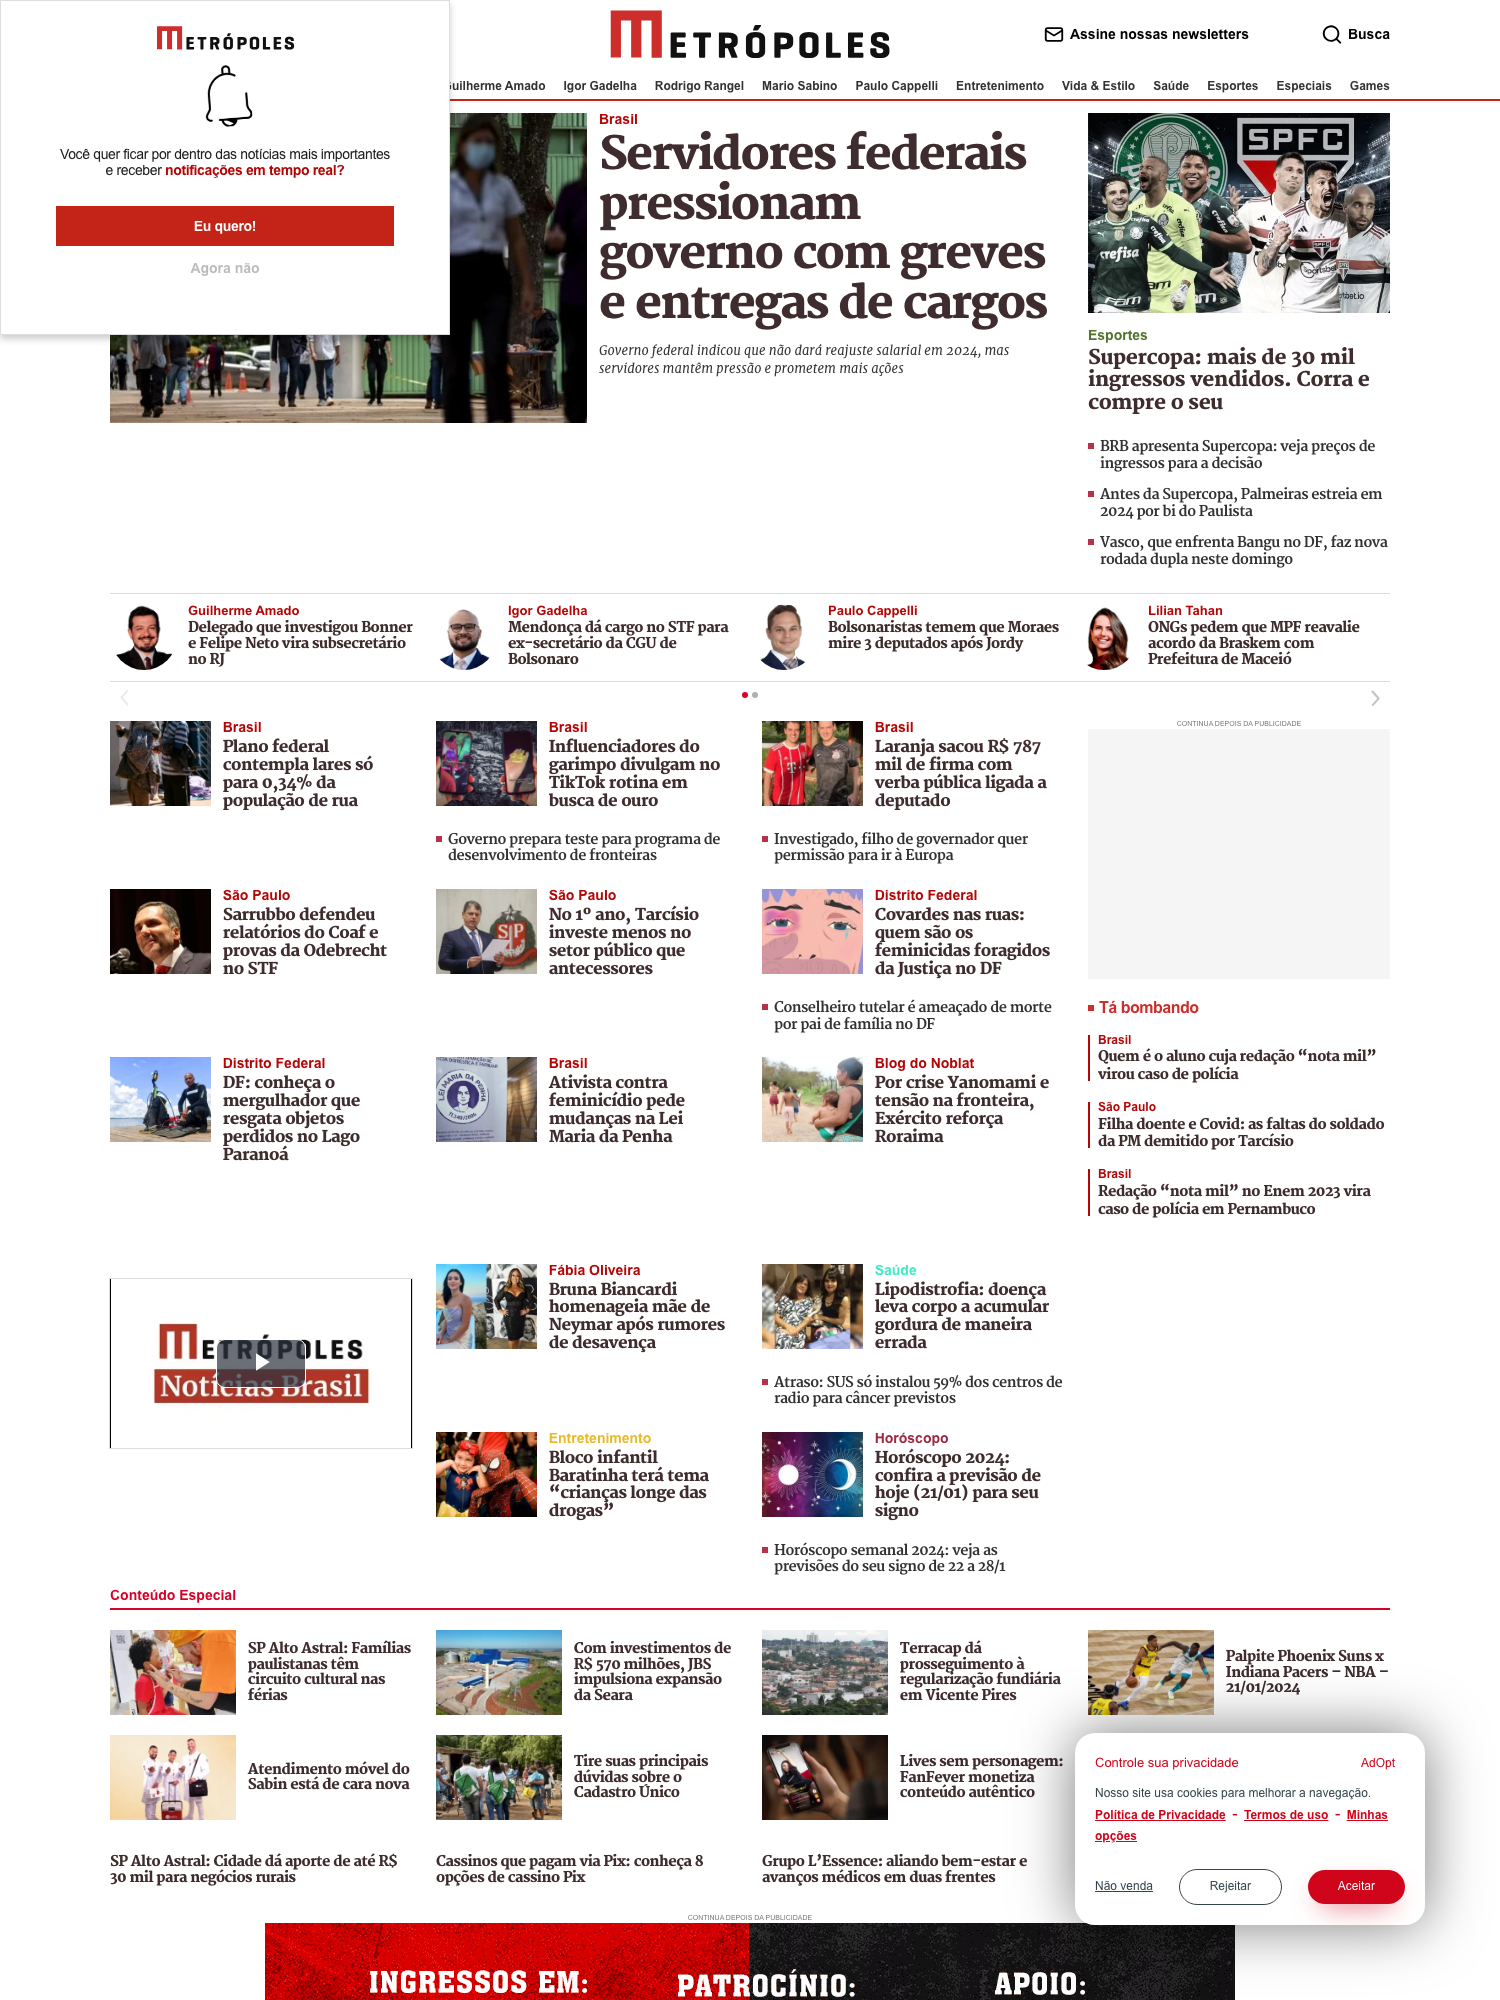 METRÓPOLES
Você quer ficar por dentro das notícias mais importantes
e receber notificações em tempo real?
Eu quero!
Agora não
METRÓPOLES
Assine nossas newsletters
Busca
Guilherme Amado Igor Gadelha Rodrigo Rangel Mario Sabino Paulo Cappelli Entretenimento Vida & Estilo Saúde Esportes Especiais Games
Brasil
Servidores federais
pressionam
governo com greves
e entregas de cargos
Governo federal indicou que não dará reajuste salarial em 2024, mas
servidores mantêm pressão e prometem mais ações
SPFC
crefisa
crefisa
FAM
FAM
SPFC
Sportsbet
Esportes
Supercopa: mais de 30 mil
ingressos vendidos. Corra e
compre o seu
BRB apresenta Supercopa: veja preços de
ingressos para a decisão
Antes da Supercopa, Palmeiras estreia em
2024 por bi do Paulista
Vasco, que enfrenta Bangu no DF, faz nova
rodada dupla neste domingo
Guilherme Amado
Delegado que investigou Bonner
e Felipe Neto vira subsecretário
no RJ
Igor Gadelha
Mendonça dá cargo no STF para
ex-secretário da CGU de
Bolsonaro
Paulo Cappelli
Bolsonaristas temem que Moraes
mire 3 deputados após Jordy
Lilian Tahan
ONGs pedem que MPF reavalie
acordo da Braskem com
Prefeitura de Maceió
Brasil
Plano federal
contempla lares só
para 0,34% da
população de rua
Brasil
Influenciadores do
garimpo divulgam no
TikTok rotina em
busca de ouro
Governo prepara teste para programa de
desenvolvimento de fronteiras
Brasil
Laranja sacou R$ 787
mil de firma com
verba pública ligada a
deputado
Investigado, filho de governador quer
permissão para ir à Europa
CONTINUA DEPOIS DA PUBLICIDADE
São Paulo
Sarrubbo defendeu
relatórios do Coaf e
provas da Odebrecht
no STF
SP
São Paulo
No 1º ano, Tarcísio
investe menos no
setor público que
antecessores
Distrito Federal
Covardes nas ruas:
quem são os
feminicidas foragidos
da Justiça no DF
Conselheiro tutelar é ameaçado de morte
por pai de família no DF
Distrito Federal
DF: conheça o
mergulhador que
resgata objetos
perdidos no Lago
Paranoá
LEI MARIA DA PENHA
Brasil
Ativista contra
feminicídio pede
mudanças na Lei
Maria da Penha
Blog do Noblat
Por crise Yanomami e
tensão na fronteira,
Exército reforça
Roraima
Tá bombando
Brasil
Quem é o aluno cuja redação “nota mil”
virou caso de polícia
São Paulo
Filha doente e Covid: as faltas do soldado
da PM demitido por Tarcísio
Brasil
Redação “nota mil” no Enem 2023 vira
caso de polícia em Pernambuco
METRÓPOLES
Notícias Brasil
Fábia Oliveira
Bruna Biancardi
homenageia mãe de
Neymar após rumores
de desavença
Saúde
Lipodistrofia: doença
leva corpo a acumular
gordura de maneira
errada
Atraso: SUS só instalou 59% dos centros de
radio para câncer previstos
Entretenimento
Bloco infantil
Baratinha terá tema
“crianças longe das
drogas”
Horóscopo
Horóscopo 2024:
confira a previsão de
hoje (21/01) para seu
signo
Horóscopo semanal 2024: veja as
previsões do seu signo de 22 a 28/1
Conteúdo Especial
SP Alto Astral: Famílias
paulistanas têm
circuito cultural nas
férias
Com investimentos de
R$ 570 milhões, JBS
impulsiona expansão
da Seara
Terracap dá
prosseguimento à
regularização fundiária
em Vicente Pires
Palpite Phoenix Suns x
Indiana Pacers – NBA –
21/01/2024
Atendimento móvel do
Sabin está de cara nova
Tire suas principais
dúvidas sobre o
Cadastro Único
Lives sem personagem:
FanFever monetiza
conteúdo autêntico
SP Alto Astral: Cidade dá aporte de até R$
30 mil para negócios rurais
Cassinos que pagam via Pix: conheça 8
opções de cassino Pix
Grupo L’Essence: aliando bem-estar e
avanços médicos em duas frentes
Controle sua privacidade
AdOpt
Nosso site usa cookies para melhorar a navegação.
Política de Privacidade - Termos de uso - Minhas
opções
Não venda
Rejeitar
Aceitar
CONTINUA DEPOIS DA PUBLICIDADE
INGRESSOS EM:
PATROCÍNIO:
APOIO: